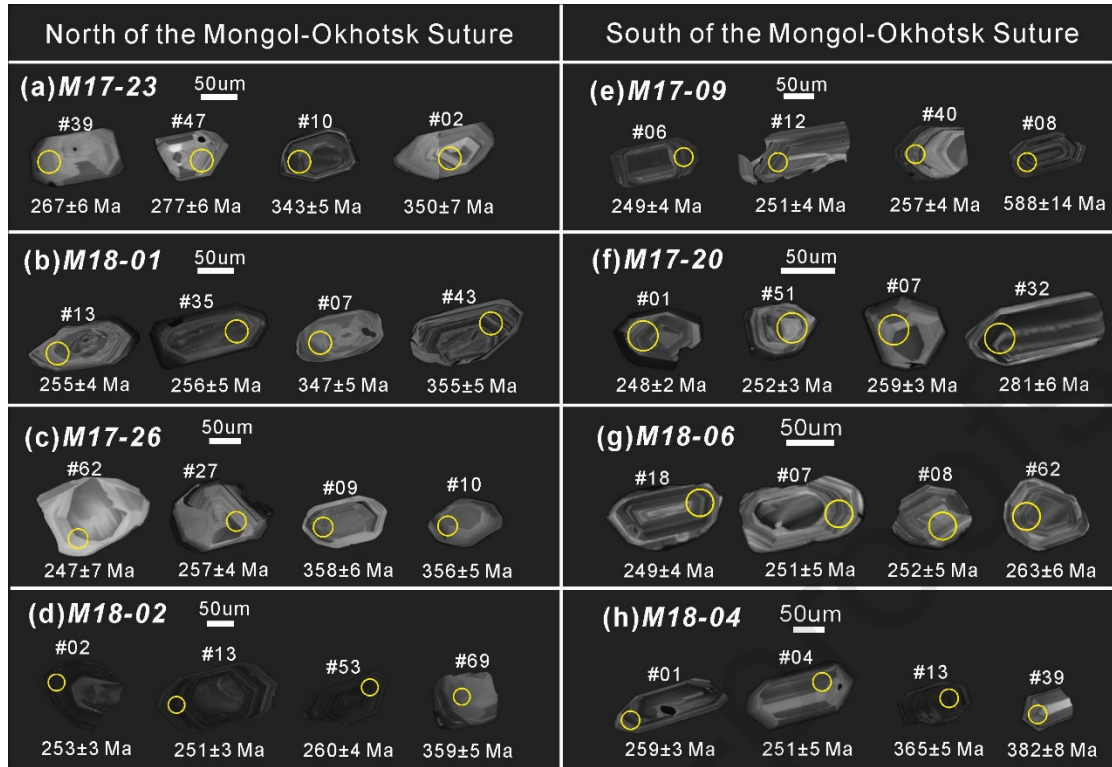 North of the Mongol-Okhotsk Suture
South of the Mongol-Okhotsk Suture
(a)M17-23 50um
#39 #47 #10 #02
267±6 Ma 277±6 Ma 343±5 Ma 350±7 Ma
(b)M18-01 50um
#13 #35 #07 #43
255±4 Ma 256±5 Ma 347±5 Ma 355±5 Ma
(c)M17-26 50um
#62 #27 #09 #10
247±7 Ma 257±4 Ma 358±6 Ma 356±5 Ma
(d)M18-02 50um
#02 #13 #53 #69
253±3 Ma 251±3 Ma 260±4 Ma 359±5 Ma
(e)M17-09 50um
#06 #12 #40 #08
249±4 Ma 251±4 Ma 257±4 Ma 588±14 Ma
(f)M17-20 50um
#01 #51 #07 #32
248±2 Ma 252±3 Ma 259±3 Ma 281±6 Ma
(g)M18-06 50um
#18 #07 #08 #62
249±4 Ma 251±5 Ma 252±5 Ma 263±6 Ma
(h)M18-04 50um
#01 #04 #13 #39
259±3 Ma 251±5 Ma 365±5 Ma 382±8 Ma